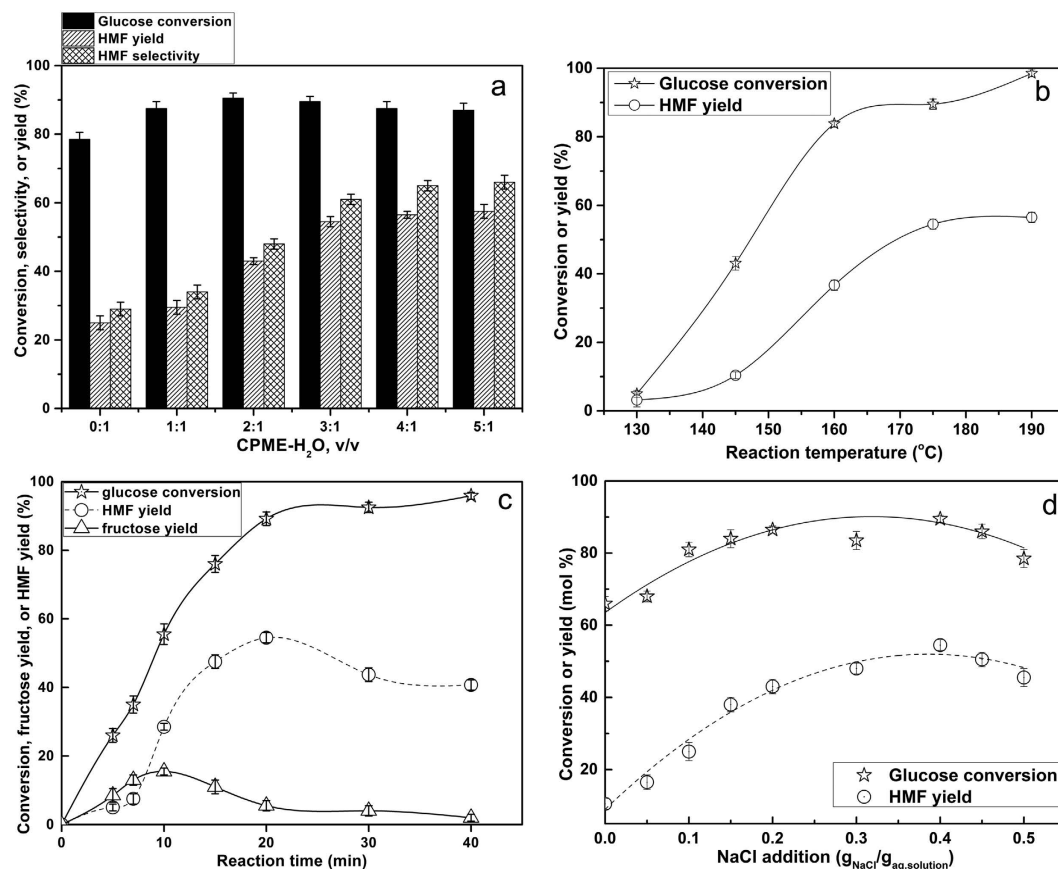 Glucose conversion
HMF yield
HMF selectivity
a
Conversion, selectivity, or yield (%)
100
80
60
40
20
0
0:1 1:1 2:1 3:1 4:1 5:1
CPME-H₂O, v/v
b
Glucose conversion
HMF yield
Conversion or yield (%)
100
80
60
40
20
0
130 140 150 160 170 180 190
Reaction temperature (°C)
c
glucose conversion
HMF yield
fructose yield
Conversion, fructose yield, or HMF yield (%)
100
80
60
40
20
0
0 10 20 30 40
Reaction time (min)
d
Conversion or yield (mol %)
100
80
60
40
20
Glucose conversion
HMF yield
0.0 0.1 0.2 0.3 0.4 0.5
NaCl addition (g_NaCl/g_aq.solution)